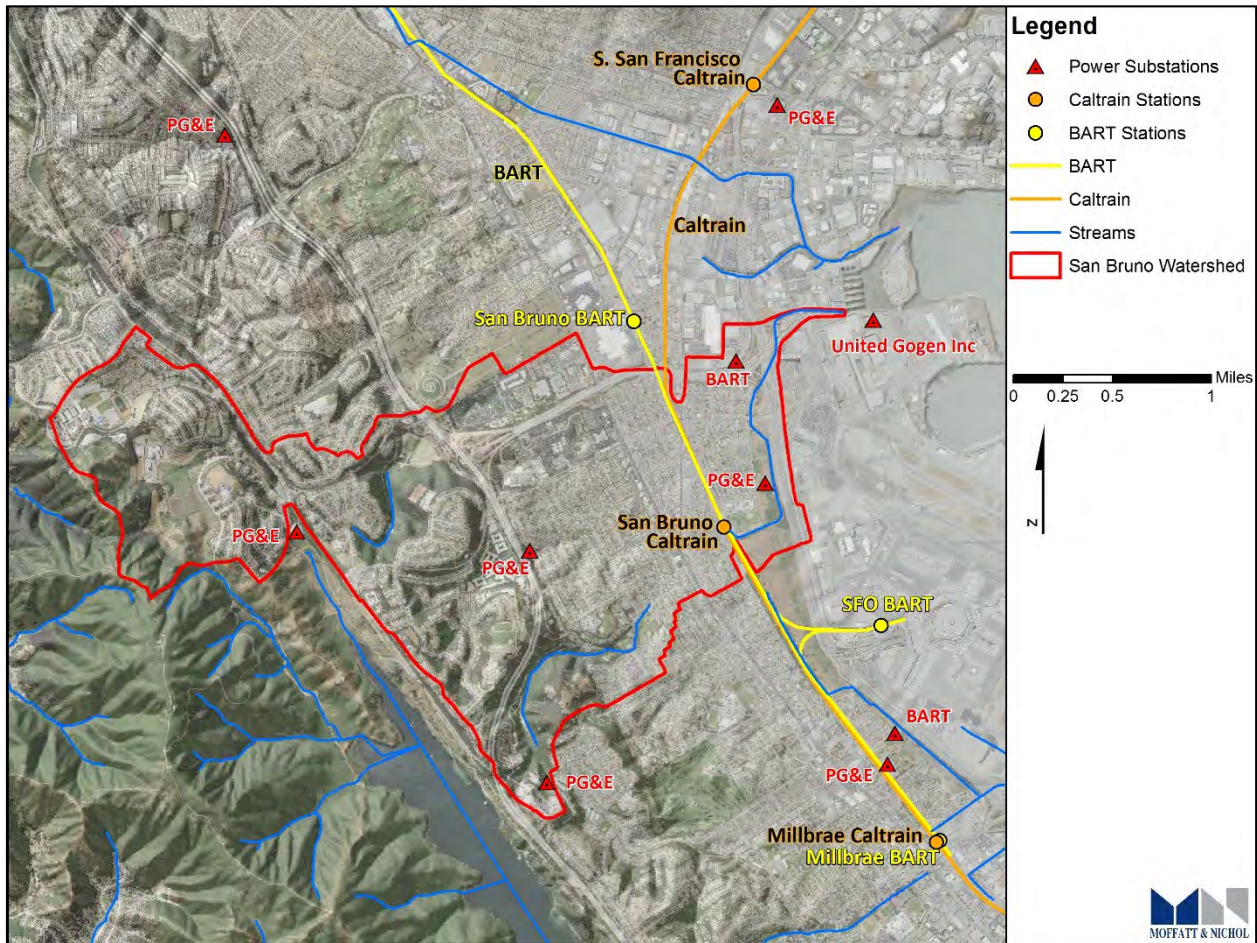 S. San Francisco
Caltrain
PG&E
PG&E
BART
Caltrain
San Bruno BART
United Gogen Inc
BART
PG&E
San Bruno
Caltrain
PG&E
PG&E
SFO BART
BART
PG&E
PG&E
Millbrae Caltrain
Millbrae BART
Legend
Power Substations
Caltrain Stations
BART Stations
BART
Caltrain
Streams
San Bruno Watershed
Miles
0 0.25 0.5 1
N
MOFFATT & NICHOL